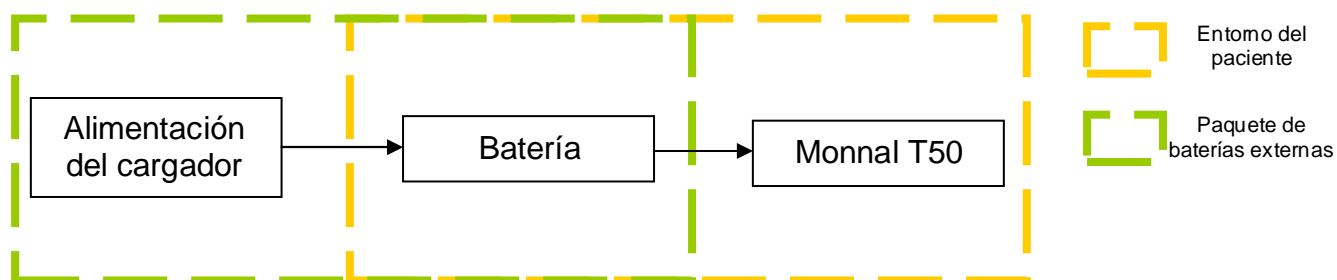 Alimentación
del cargador
Batería
Monnal T50
Entorno del
paciente
Paquete de
baterías externas